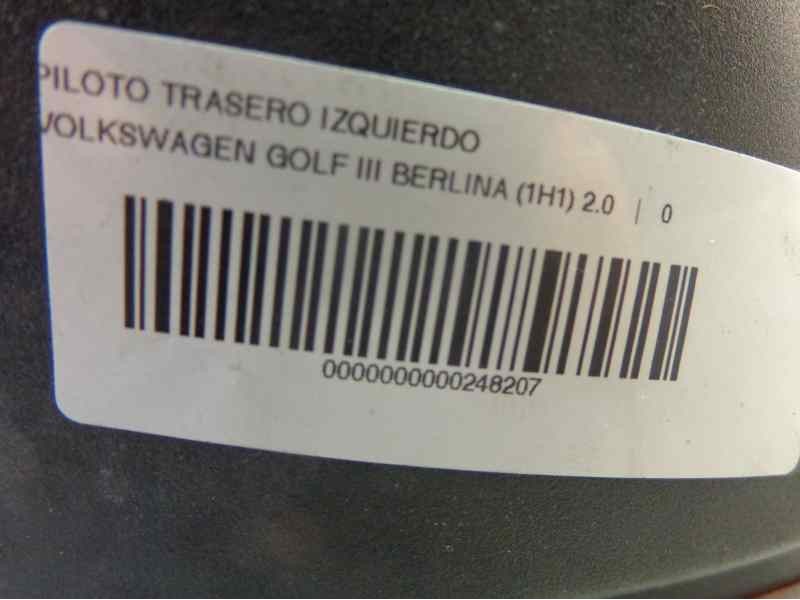 PILOTO TRASERO IZQUIERDO
VOLKSWAGEN GOLF III BERLINA (1H1) 2.0 | 0
0000000000248207